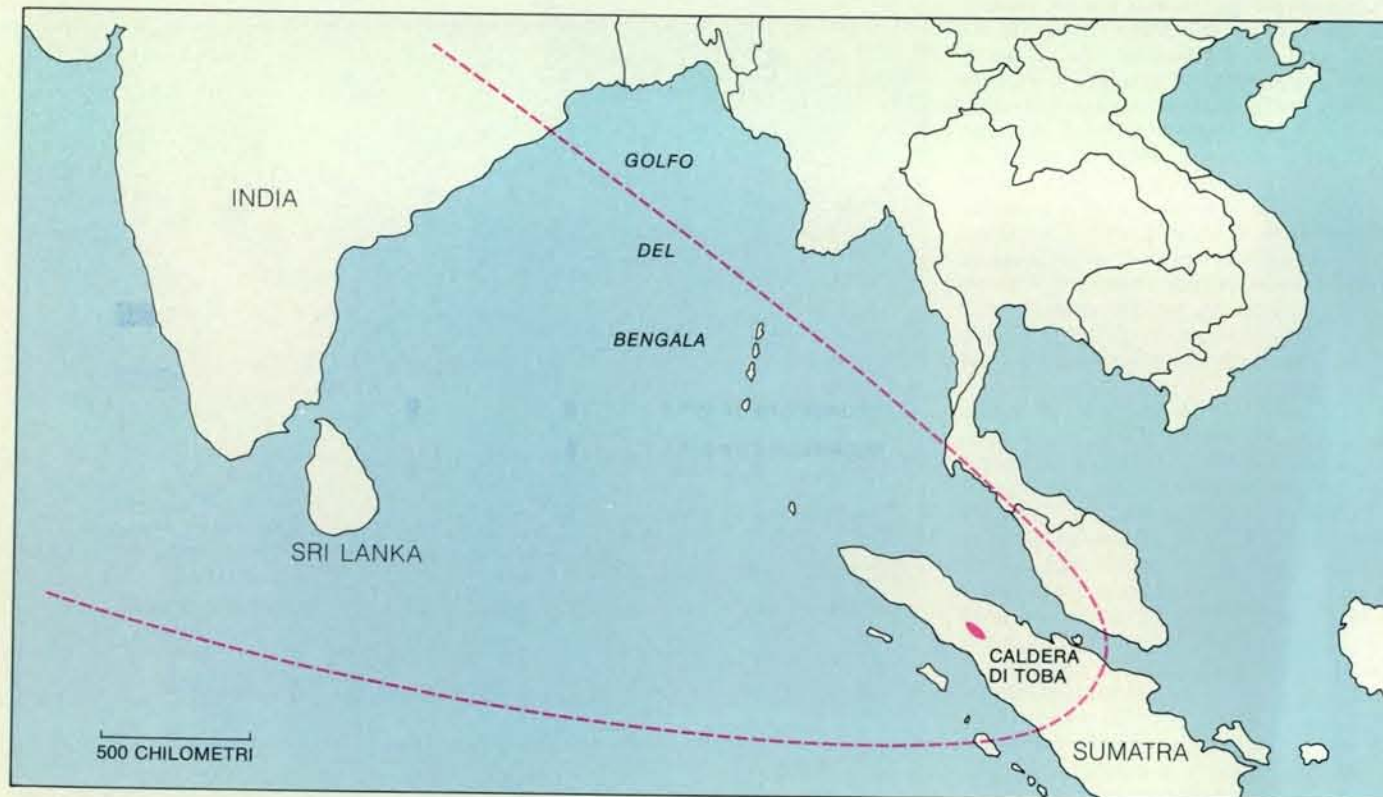 GOLFO
INDIA
DEL
BENGALA
SRI LANKA
CALDERA
DI TOBA
500 CHILOMETRI
SUMATRA